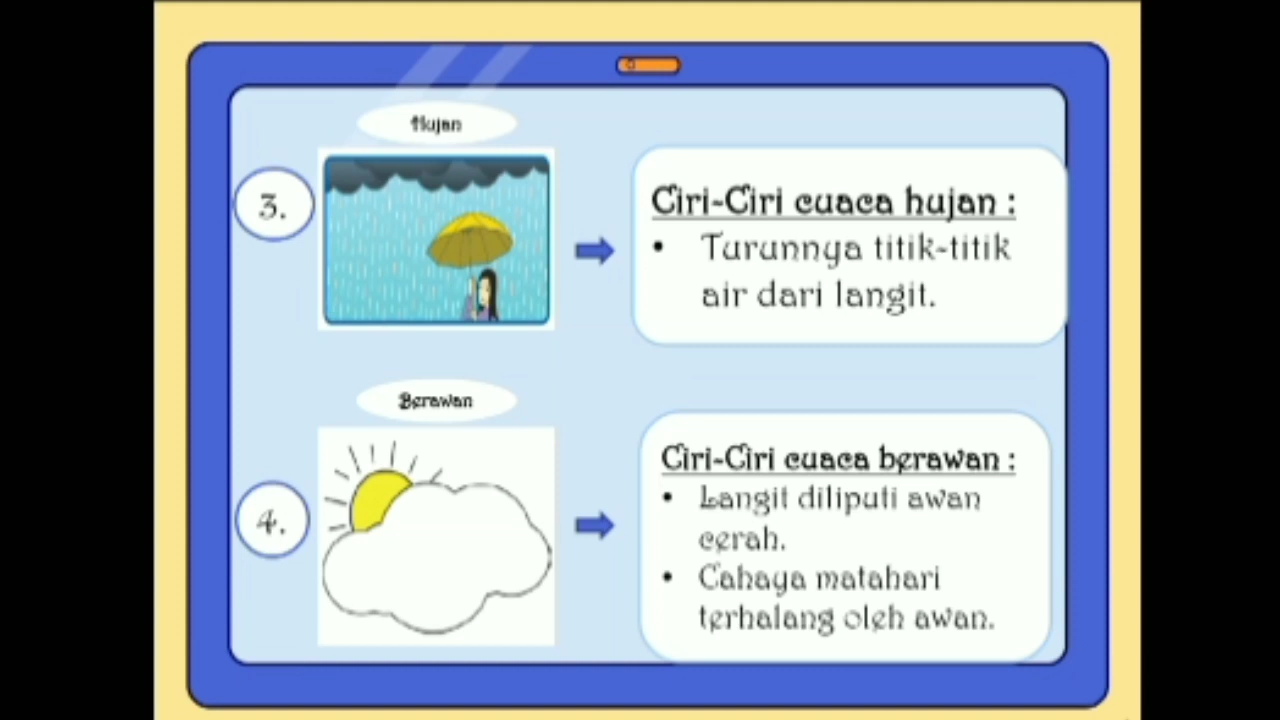 Hujan
3.
Ciri-Ciri cuaca hujan :
• Turunnya titik-titik
air dari langit.
Berawan
4.
Ciri-Ciri cuaca berawan :
• Langit diliputi awan
cerah.
• Cahaya matahari
terhalang oleh awan.